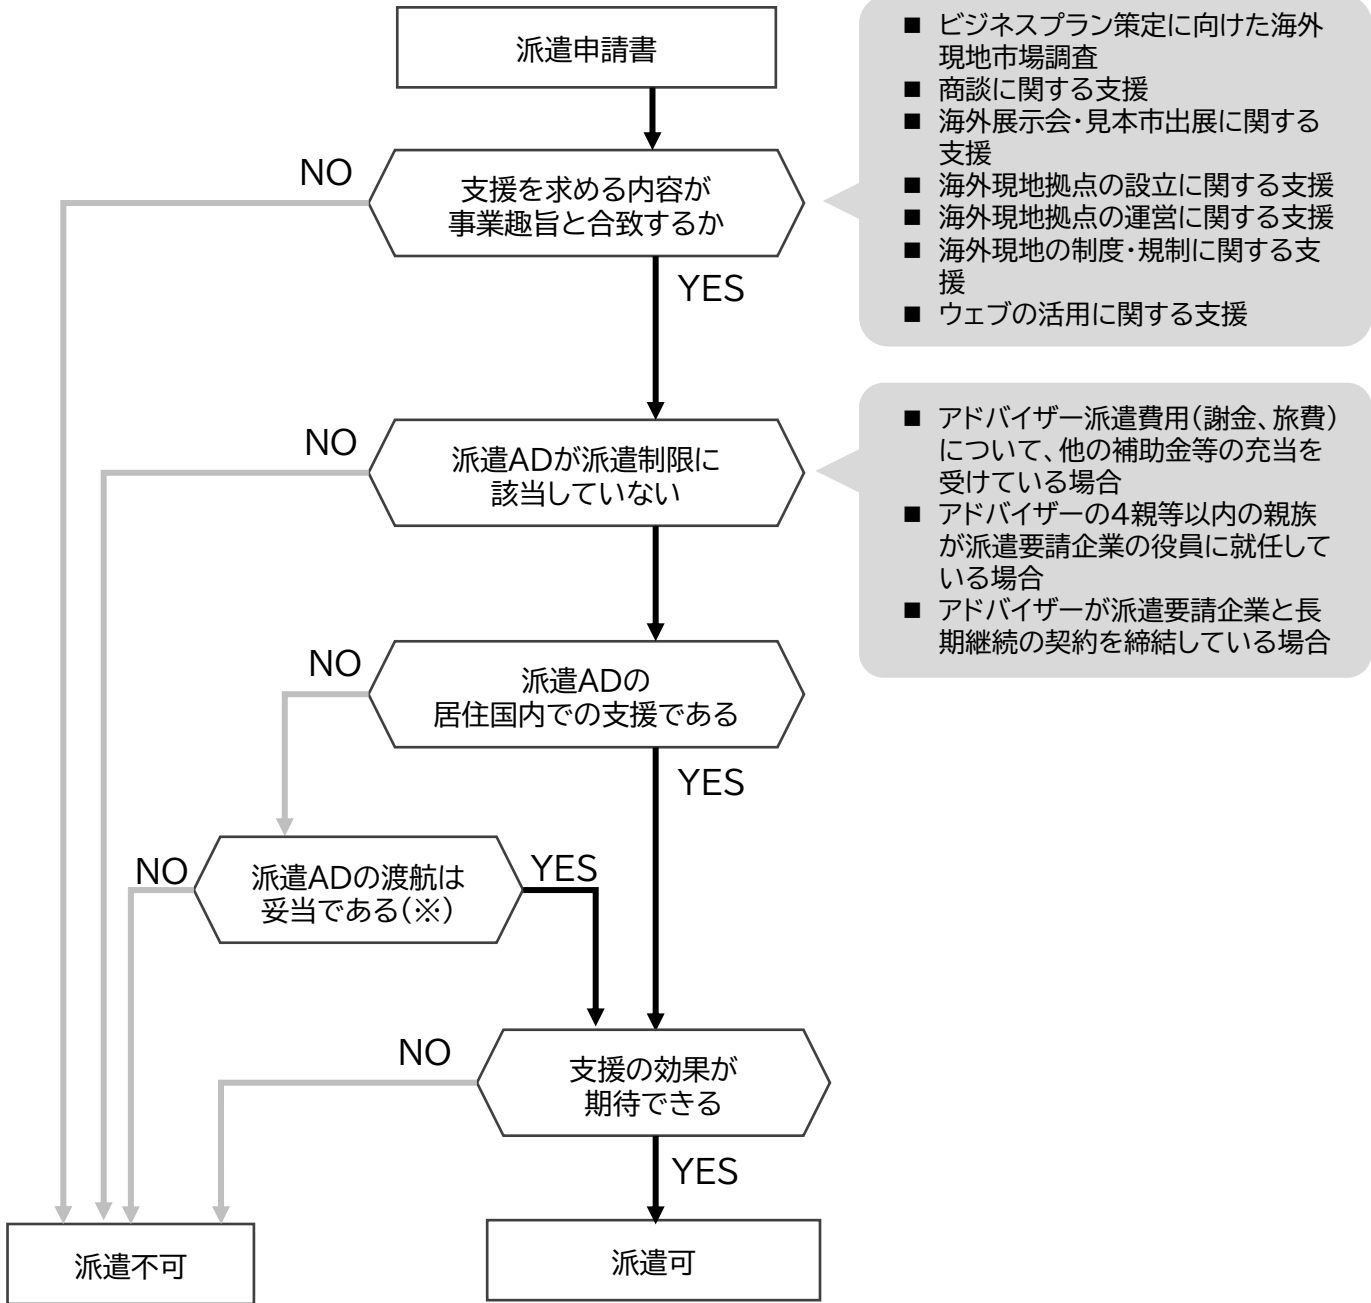 派遣申請書
■ ビジネスプラン策定に向けた海外
現地市場調査
■ 商談に関する支援
■ 海外展示会・見本市出展に関する
支援
■ 海外現地拠点の設立に関する支援
■ 海外現地拠点の運営に関する支援
■ 海外現地の制度・規制に関する支
援
■ ウェブの活用に関する支援
NO
支援を求める内容が
事業趣旨と合致するか
YES
NO
派遣ADが派遣制限に
該当していない
■ アドバイザー派遣費用（謝金、旅費）
について、他の補助金等の充当を
受けている場合
■ アドバイザーの4親等以内の親族
が派遣要請企業の役員に就任して
いる場合
■ アドバイザーが派遣要請企業と長
期継続の契約を締結している場合
NO
派遣ADの
居住国内での支援である
YES
NO
派遣ADの渡航は
妥当である（※）
YES
NO
支援の効果が
期待できる
YES
派遣不可
派遣可